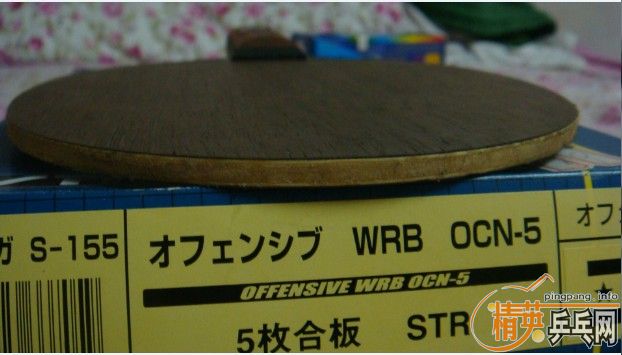 ガ S-155
オフェンシブ WRB OCN-5
オフ
OFFENSIVE WRB OCN-5
5枚合板 STR
★
pingpang.info
精英乒乓网